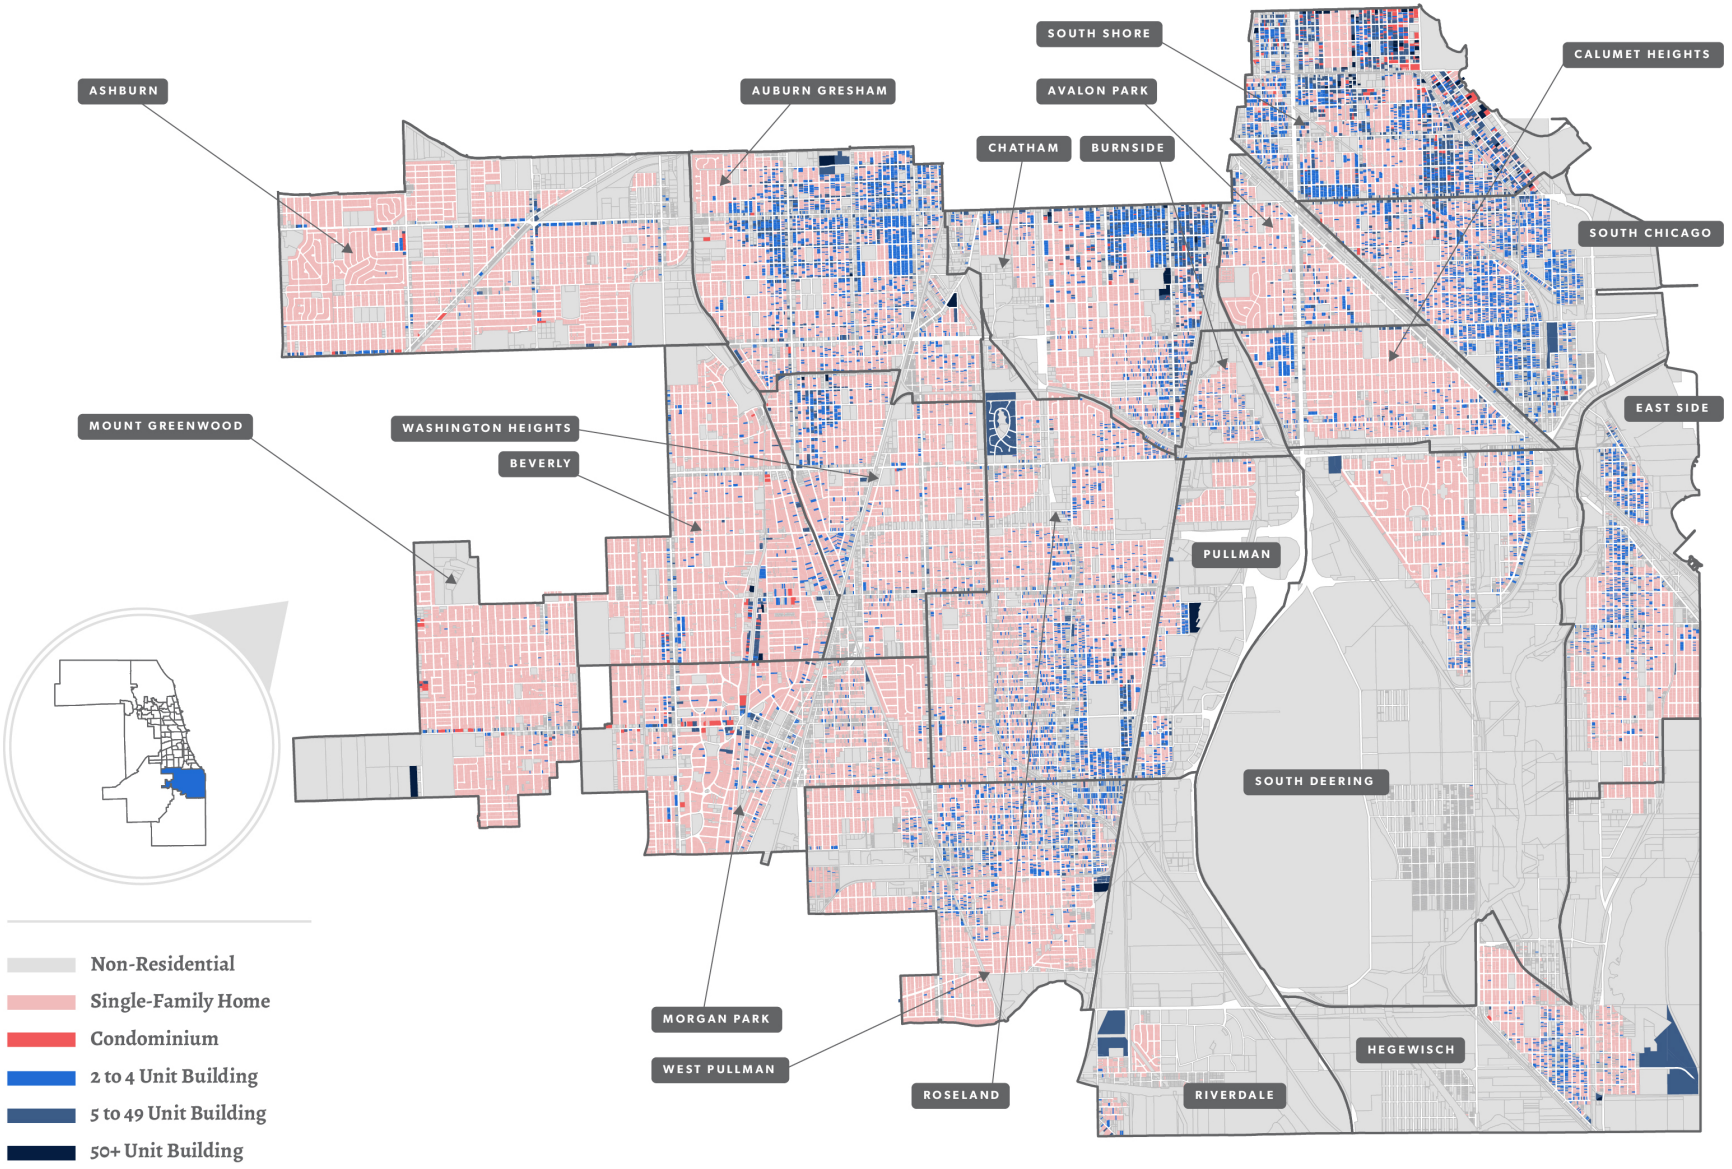 SOUTH SHORE
CALUMET HEIGHTS
ASHBURN
AUBURN GRESHAM
AVALON PARK
CHATHAM
BURNSIDE
SOUTH CHICAGO
EAST SIDE
MOUNT GREENWOOD
WASHINGTON HEIGHTS
BEVERLY
PULLMAN
SOUTH DEERING
MORGAN PARK
HEGEWISCH
WEST PULLMAN
ROSELAND
RIVERDALE
Non-Residential
Single-Family Home
Condominium
2 to 4 Unit Building
5 to 49 Unit Building
50+ Unit Building